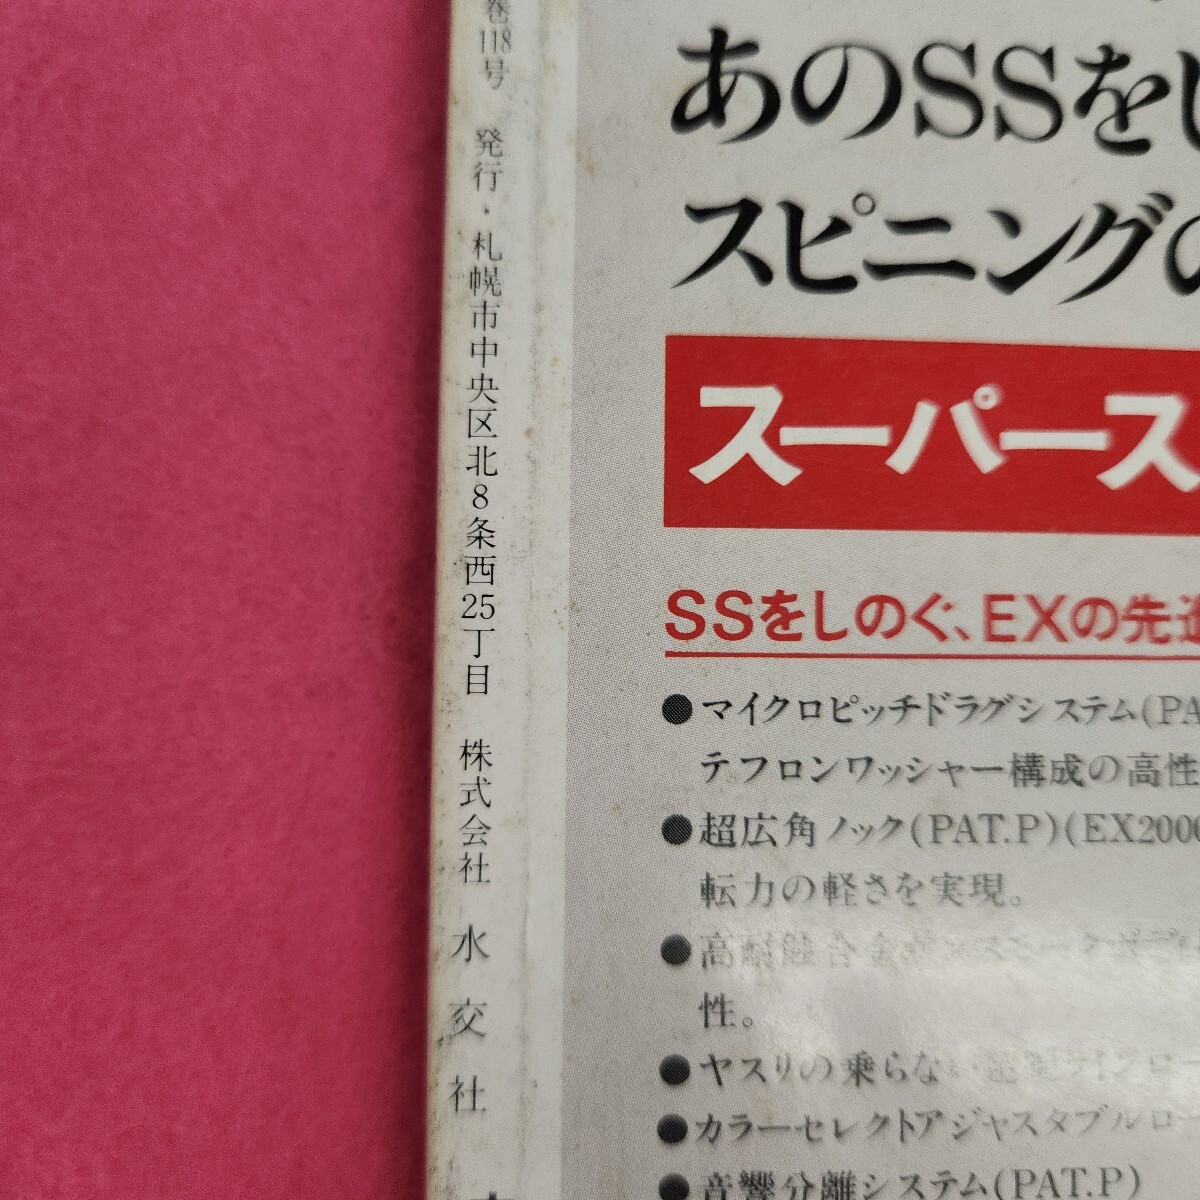 巻118号 発行・札幌市中央区北8条西25丁目 株式会社 水交社
あのSSをし
スピニングの
スーパース
SSをしのぐ、EXの先進
●マイクロピッチドラグシステム(PA
テフロンワッシャー構成の高性
●超広角ノック(PAT.P)(EX2000
転力の軽さを実現。
●高耐蝕合金
性。
●ヤスリの乗らない
●カラーセレクトアジャスタブルロー
●音響分離システム(PAT.P)